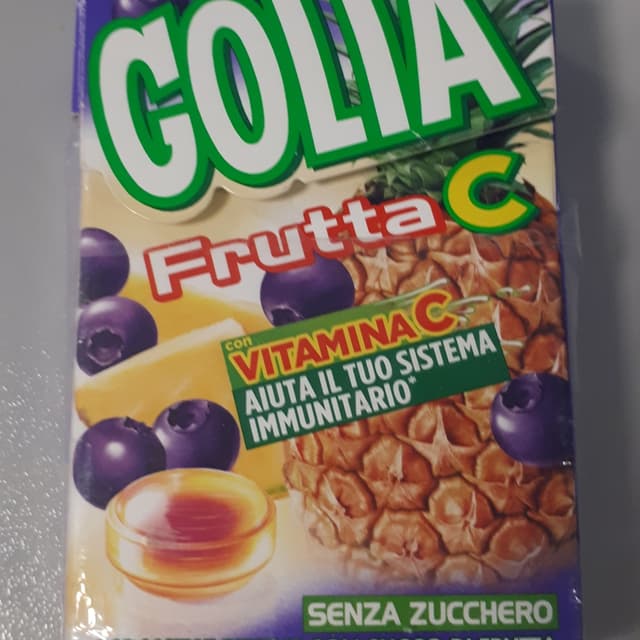 GOLIA
Frutta C
con
VITAMINA C
AIUTA IL TUO SISTEMA
IMMUNITARIO*
SENZA ZUCCHERO